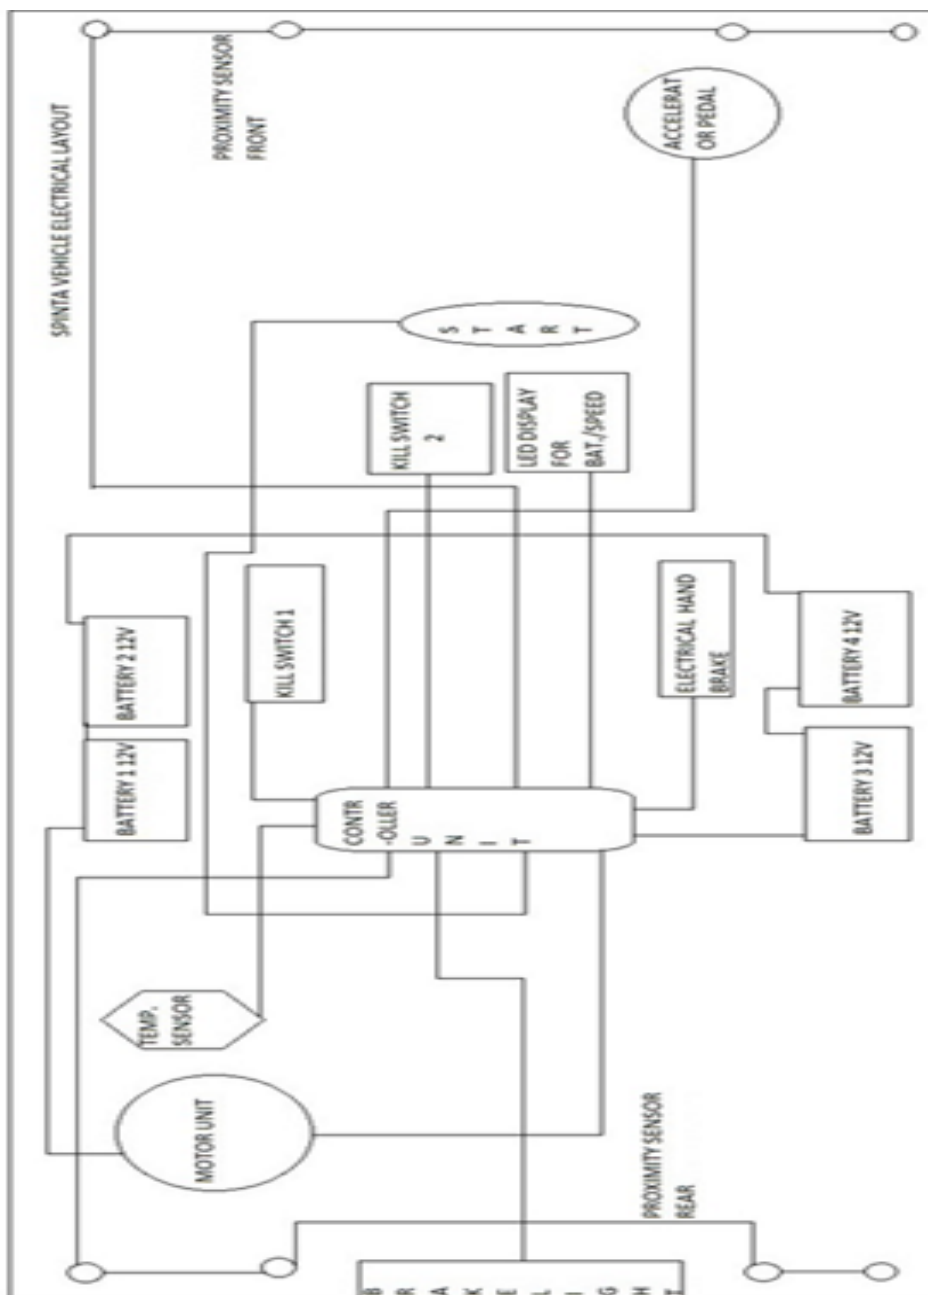 SPINTA VEHICLE ELECTRICAL LAYOUT
PROXIMITY SENSOR
FRONT
ACCELERAT
OR PEDAL
S
T
A
R
T
KILL SWITCH
2
LED DISPLAY
FOR
BAT./SPEED
BATTERY 2 12V
KILL SWITCH 1
ELECTRICAL HAND
BRAKE
BATTERY 4 12V
BATTERY 1 12V
CONTR
-OLLER
U
N
I
T
BATTERY 3 12V
TEMP.
SENSOR
MOTOR UNIT
PROXIMITY SENSOR
REAR
B
R
A
K
E
L
I
G
H
T